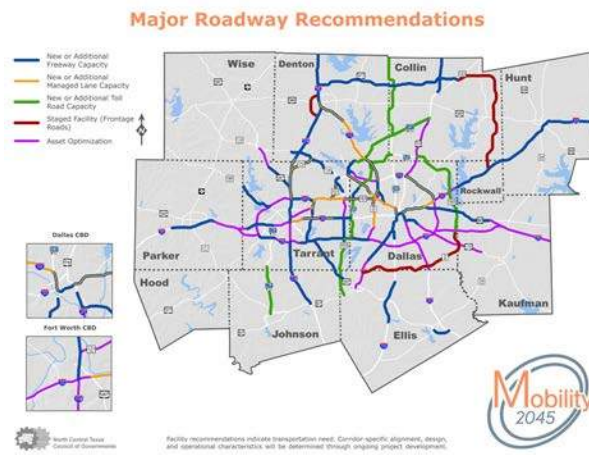 Major Roadway Recommendations
New or Additional
Freeway Capacity
New or Additional
Managed Lane Capacity
New or Additional Toll
Road Capacity
Staged Facility (Frontage
Roads)
Asset Optimization
N
Wise
Denton
Collin
Hunt
Rockwall
Parker
Tarrant
Dallas
Kaufman
Hood
Johnson
Ellis
Dallas CBD
Fort Worth CBD
North Central Texas
Council of Governments
Facility recommendations indicate transportation need. Corridor specific alignment, design,
and operational characteristics will be determined through ongoing project development.
Mobility
2045